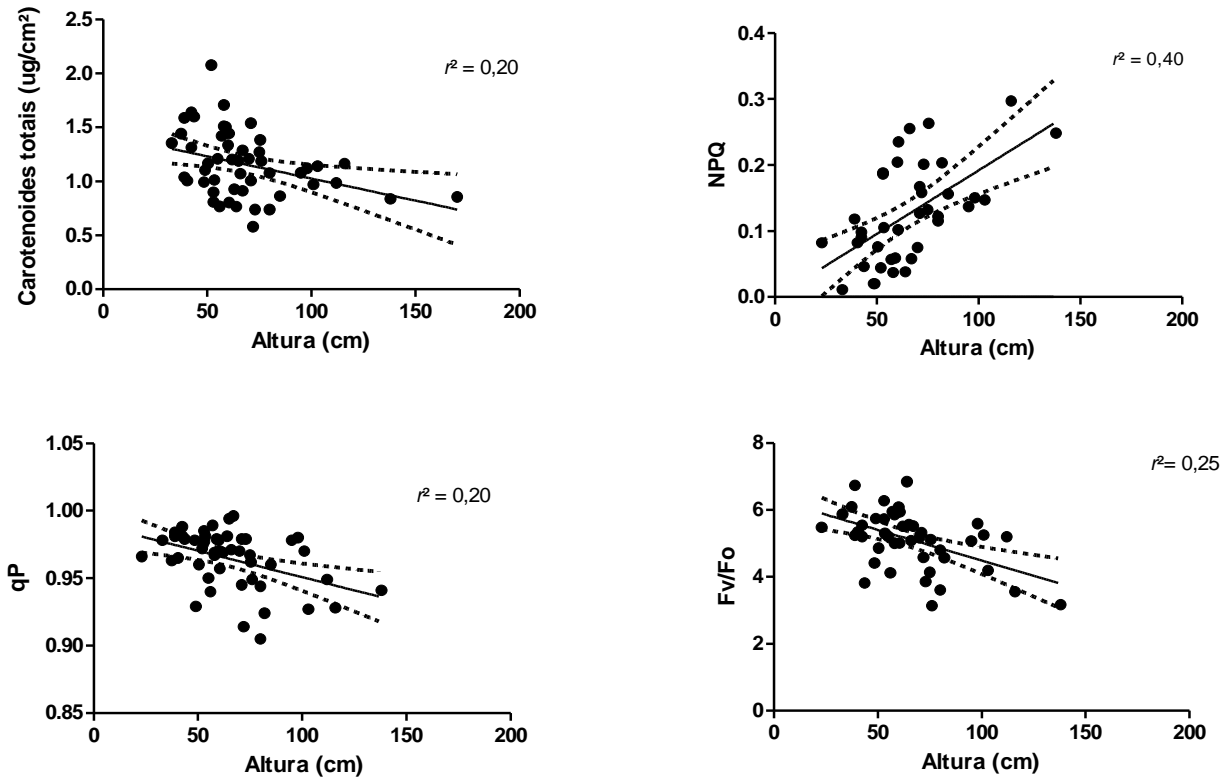 Carotenoides totais (ug/cm²)
2.5
2.0
1.5
1.0
0.5
0.0
r² = 0,20
0 50 100 150 200
Altura (cm)
NPQ
0.4
0.3
0.2
0.1
0.0
r² = 0,40
0 50 100 150 200
Altura (cm)
qP
1.05
1.00
0.95
0.90
0.85
r² = 0,20
0 50 100 150 200
Altura (cm)
Fv/Fo
8
6
4
2
0
r²= 0,25
0 50 100 150 200
Altura (cm)